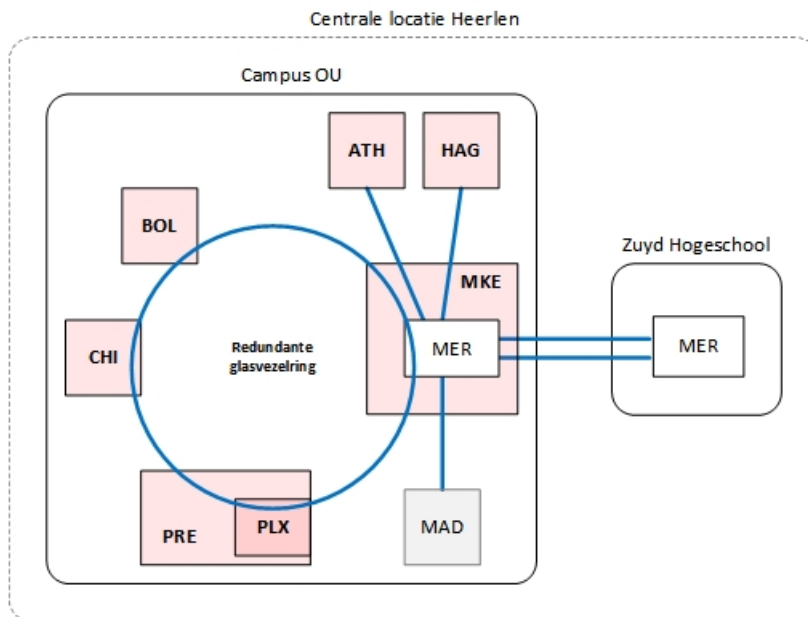 Centrale locatie Heerlen
Campus OU
ATH
HAG
BOL
Zuyd Hogeschool
MKE
MER
MER
CHI
Redundante
glasvezelring
PRE
PLX
MAD